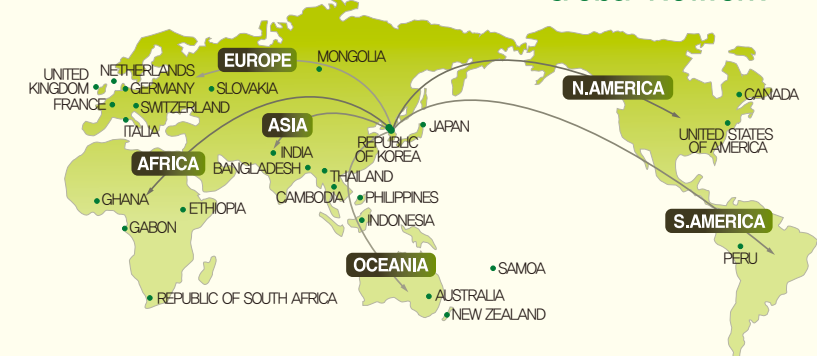 EUROPE
MONGOLIA
UNITED
KINGDOM
NETHERLANDS
GERMANY
SLOVAKIA
FRANCE
SWITZERLAND
ITALIA
N.AMERICA
CANADA
UNITED STATES
OF AMERICA
ASIA
JAPAN
REPUBLIC
OF KOREA
INDIA
AFRICA
BANGLADESH
THAILAND
CAMBODIA
PHILIPPINES
GHANA
ETHIOPIA
INDONESIA
GABON
S.AMERICA
PERU
OCEANIA
SAMOA
REPUBLIC OF SOUTH AFRICA
AUSTRALIA
NEW ZEALAND